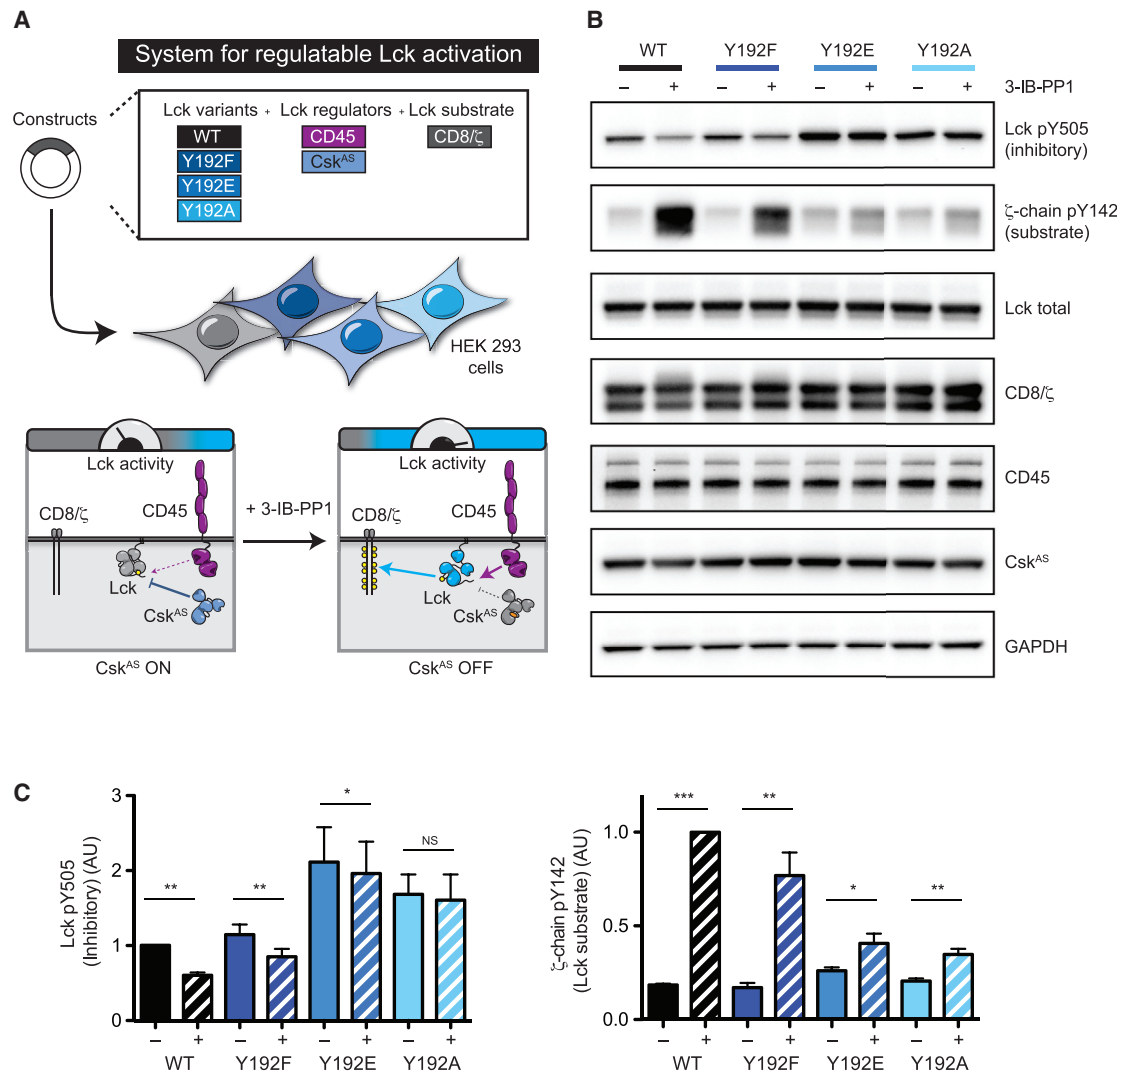 A
System for regulatable Lck activation
Constructs
Lck variants + Lck regulators + Lck substrate
WT CD45 CD8/ζ
Y192F Csk^AS
Y192E
Y192A
HEK 293
cells
Lck activity
CD8/ζ
CD45
Lck
Csk^AS
Csk^AS ON
+ 3-IB-PP1
Lck activity
CD8/ζ
CD45
Lck
Csk^AS
Csk^AS OFF
B
WT Y192F Y192E Y192A
– + – + – + – + 3-IB-PP1
Lck pY505
(inhibitory)
ζ-chain pY142
(substrate)
Lck total
CD8/ζ
CD45
Csk^AS
GAPDH
C
Lck pY505
(Inhibitory) (AU)
3
2
1
0
** ** * NS
– + – + – + – +
WT Y192F Y192E Y192A
ζ-chain pY142
(Lck substrate) (AU)
1.0
0.5
0.0
*** ** * **
– + – + – + – +
WT Y192F Y192E Y192A